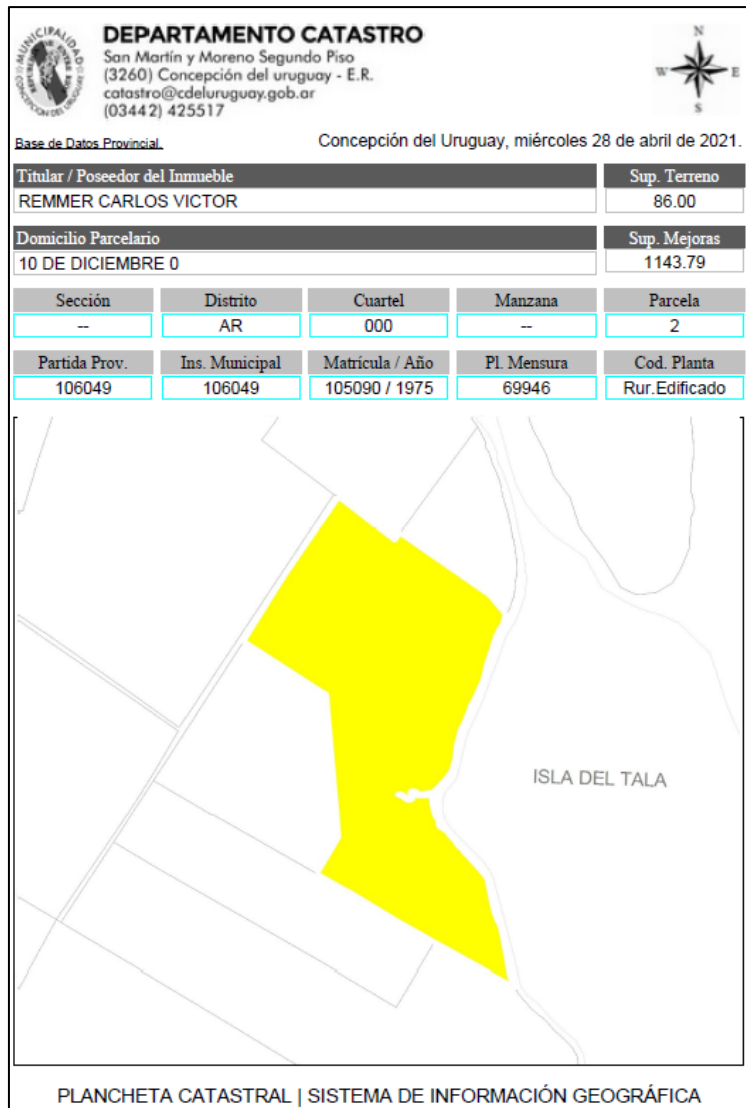 DEPARTAMENTO CATASTRO
San Martín y Moreno Segundo Piso
(3260) Concepción del uruguay - E.R.
catastro@cdeluruguay.gob.ar
(03442) 425517
N
W E
S
Base de Datos Provincial.
Concepción del Uruguay, miércoles 28 de abril de 2021.
Titular / Poseedor del Inmueble Sup. Terreno
REMMER CARLOS VICTOR 86.00
Domicilio Parcelario Sup. Mejoras
10 DE DICIEMBRE 0 1143.79
Sección Distrito Cuartel Manzana Parcela
-- AR 000 -- 2
Partida Prov. Ins. Municipal Matrícula / Año Pl. Mensura Cod. Planta
106049 106049 105090 / 1975 69946 Rur.Edificado
ISLA DEL TALA
PLANCHETA CATASTRAL | SISTEMA DE INFORMACIÓN GEOGRÁFICA